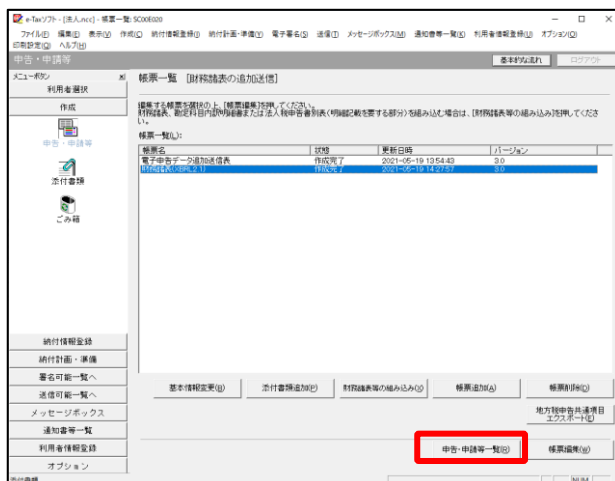 e-Taxソフト - [法人.ncc] - 帳票一覧: SC00E020
ファイル(F) 編集(E) 表示(V) 作成(C) 納付情報登録(I) 納付計画・準備(Y) 電子署名(S) 送信(T) メッセージボックス(M) 通知書等一覧(K) 利用者情報登録(U) オプション(O)
印刷設定(Q) ヘルプ(H)
申告・申請等
基本的な流れ
ログアウト
メニューボタン
利用者選択
作成
申告・申請等
添付書類
ごみ箱
納付情報登録
納付計画・準備
署名可能一覧へ
送信可能一覧へ
メッセージボックス
通知書等一覧
利用者情報登録
オプション
帳票一覧 [財務諸表の追加送信]
編集する帳票を選択の上、[帳票編集]を押してください。
財務諸表、勘定科目内訳明細書または法人税申告書別表(明細記載を要する部分)を組み込む場合は、[財務諸表等の組み込み]を押してください。
帳票一覧(L):
帳票名 状態 更新日時 バージョン
電子申告データ追加送信表 作成完了 2021-05-19 13:54:43 3.0
財務諸表(XBRL2.1) 作成完了 2021-05-19 14:27:57 3.0
基本情報変更(B) 添付書類追加(P) 財務諸表等の組み込み(X) 帳票追加(A) 帳票削除(D)
地方税申告共通項目
エクスポート(E)
申告・申請等一覧(R) 帳票編集(W)
添付書類
NUM